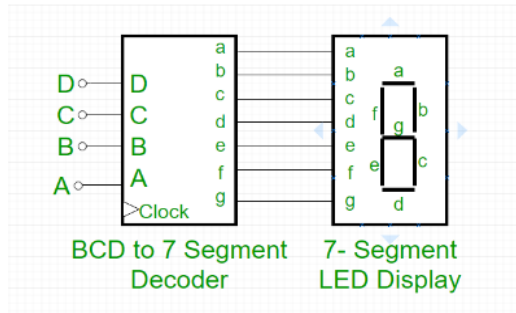 D
C
B
A
D
C
B
A
Clock
a
b
c
d
e
f
g
a
b
c
d
e
f
g
a
f
b
g
e
c
d
BCD to 7 Segment
Decoder
7- Segment
LED Display